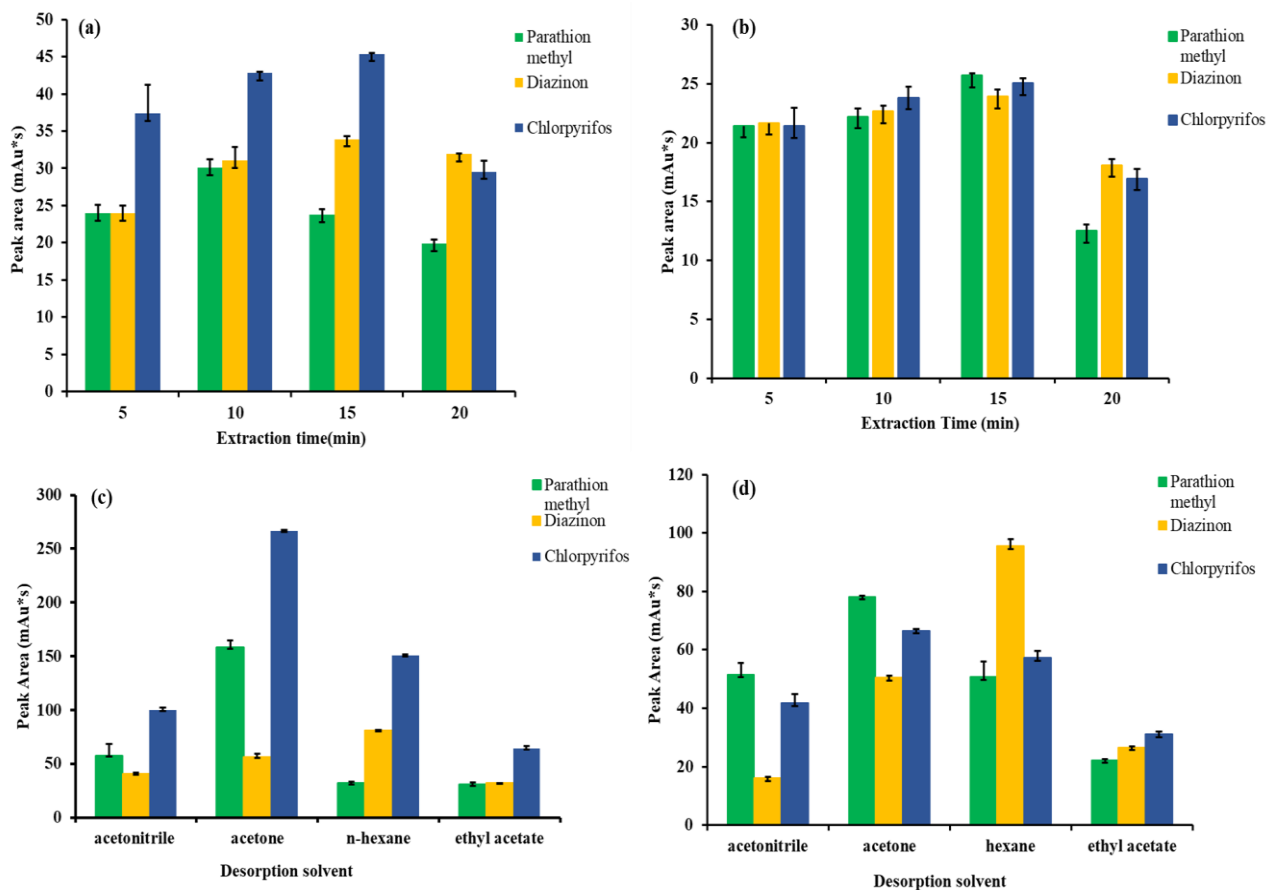 (a)
50
45
40
35
30
25
20
15
10
5
0
Peak area (mAu*s)
5 10 15 20
Extraction time(min)
Parathion
methyl
Diazinon
Chlorpyrifos
(b)
30
25
20
15
10
5
0
Peak area (mAu*s)
5 10 15 20
Extraction Time (min)
Parathion
methyl
Diazinon
Chlorpyrifos
(c)
300
250
200
150
100
50
0
Peak Area (mAu*s)
acetonitrile acetone n-hexane ethyl acetate
Desorption solvent
Parathion
methyl
Diazinon
Chlorpyrifos
(d)
120
100
80
60
40
20
0
Peak Area (mAu*s)
acetonitrile acetone hexane ethyl acetate
Desorption solvent
Parathion
methyl
Diazinon
Chlorpyrifos